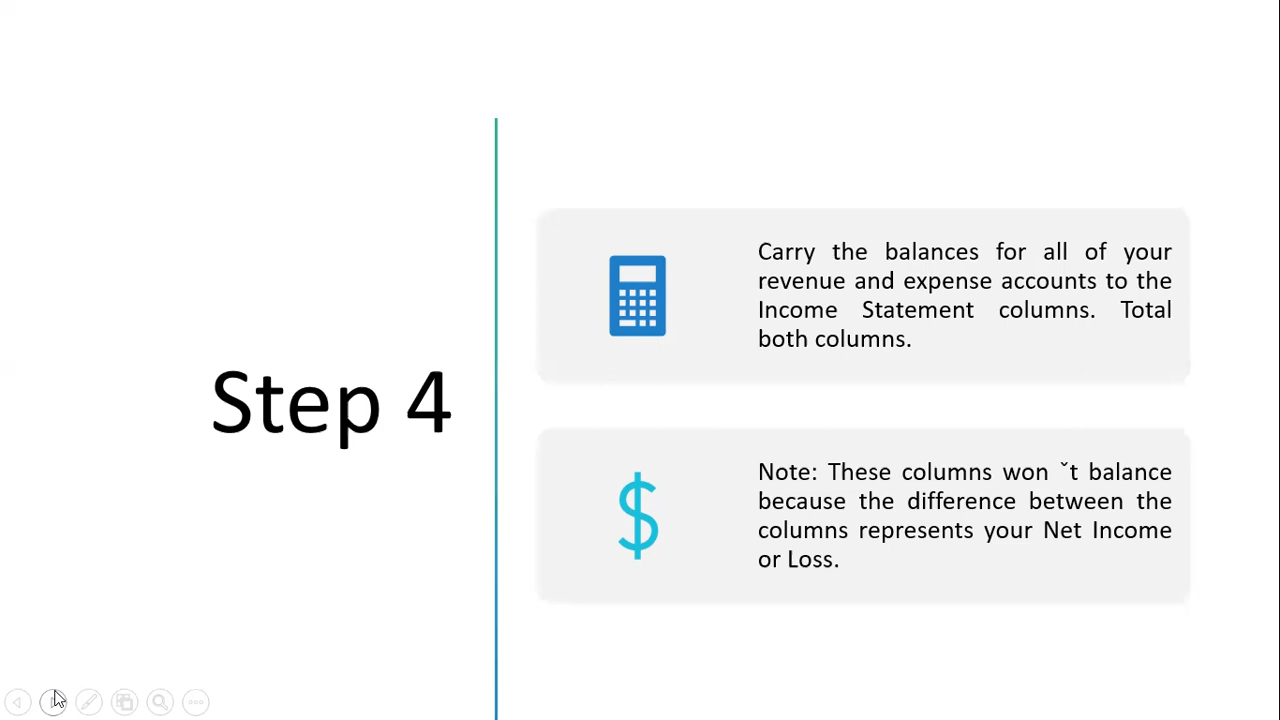 Step 4
Carry the balances for all of your
revenue and expense accounts to the
Income Statement columns. Total
both columns.
Note: These columns won ˇt balance
because the difference between the
columns represents your Net Income
or Loss.